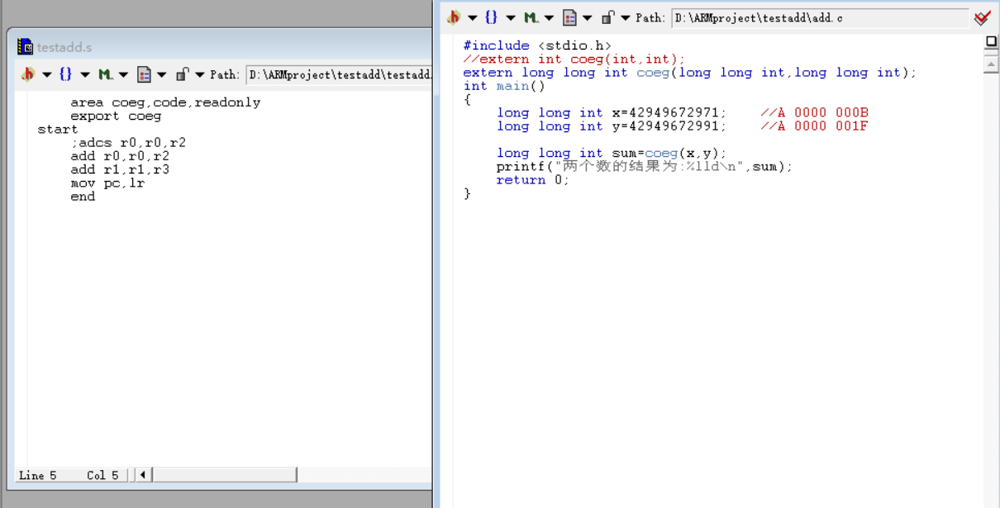 testadd.s
Path: D:\ARMproject\testadd\testadd.
area coeg,code,readonly
export coeg
start
;adcs r0,r0,r2
add r0,r0,r2
add r1,r1,r3
mov pc,lr
end
Line 5 Col 5
Path: D:\ARMproject\testadd\add.c
#include <stdio.h>
//extern int coeg(int,int);
extern long long int coeg(long long int,long long int);
int main()
{
long long int x=42949672971; //A 0000 000B
long long int y=42949672991; //A 0000 001F
long long int sum=coeg(x,y);
printf("两个数的结果为:%lld\n",sum);
return 0;
}